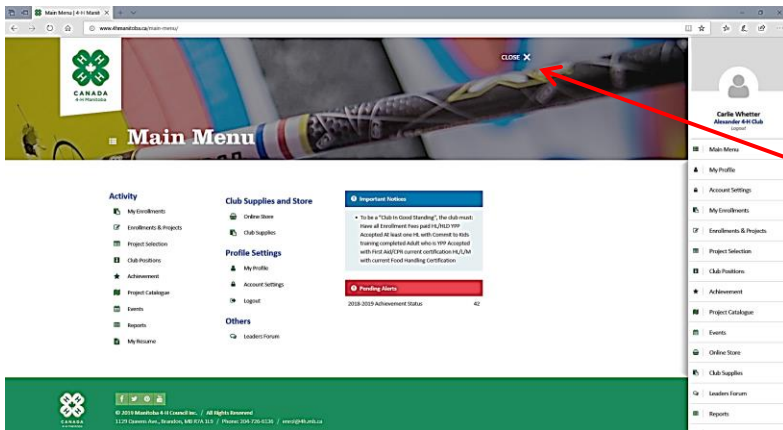 Main Menu | 4-H Manit
www.4hmanitoba.ca/main-menu/
CANADA
4-H Manitoba
CLOSE X
Main Menu
Activity
My Enrollments
Enrollments & Projects
Project Selection
Club Positions
Achievement
Project Catalogue
Events
Reports
My Resume
Club Supplies and Store
Online Store
Club Supplies
Profile Settings
My Profile
Account Settings
Logout
Others
Leaders Forum
Important Notices
• To be a "Club In Good Standing", the club must:
Have all Enrollment Fees paid HL/HLD YPP
Accepted At least one HL with Commit to Kids
training completed Adult who is YPP Accepted
with First Aid/CPR current certification HL/L/M
with current Food Handling Certification
Pending Alerts
2018-2019 Achievement Status 42
Carlie Whetter
Alexander 4-H Club
Logout
Main Menu
My Profile
Account Settings
My Enrollments
Enrollments & Projects
Project Selection
Club Positions
Achievement
Project Catalogue
Events
Online Store
Club Supplies
Leaders Forum
Reports
CANADA
© 2019 Manitoba 4-H Council Inc. / All Rights Reserved
1129 Queens Ave., Brandon, MB R7A 1L9 / Phone: 204-726-6136 / enrol@4h.mb.ca